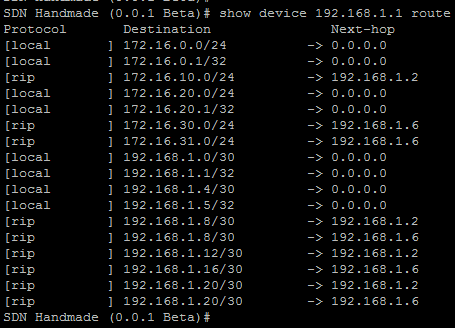 SDN Handmade (0.0.1 Beta)# show device 192.168.1.1 route
Protocol Destination Next-hop
[local ] 172.16.0.0/24 -> 0.0.0.0
[local ] 172.16.0.1/32 -> 0.0.0.0
[rip ] 172.16.10.0/24 -> 192.168.1.2
[local ] 172.16.20.0/24 -> 0.0.0.0
[local ] 172.16.20.1/32 -> 0.0.0.0
[rip ] 172.16.30.0/24 -> 192.168.1.6
[rip ] 172.16.31.0/24 -> 192.168.1.6
[local ] 192.168.1.0/30 -> 0.0.0.0
[local ] 192.168.1.1/32 -> 0.0.0.0
[local ] 192.168.1.4/30 -> 0.0.0.0
[local ] 192.168.1.5/32 -> 0.0.0.0
[rip ] 192.168.1.8/30 -> 192.168.1.2
[rip ] 192.168.1.8/30 -> 192.168.1.6
[rip ] 192.168.1.12/30 -> 192.168.1.2
[rip ] 192.168.1.16/30 -> 192.168.1.6
[rip ] 192.168.1.20/30 -> 192.168.1.2
[rip ] 192.168.1.20/30 -> 192.168.1.6
SDN Handmade (0.0.1 Beta)#